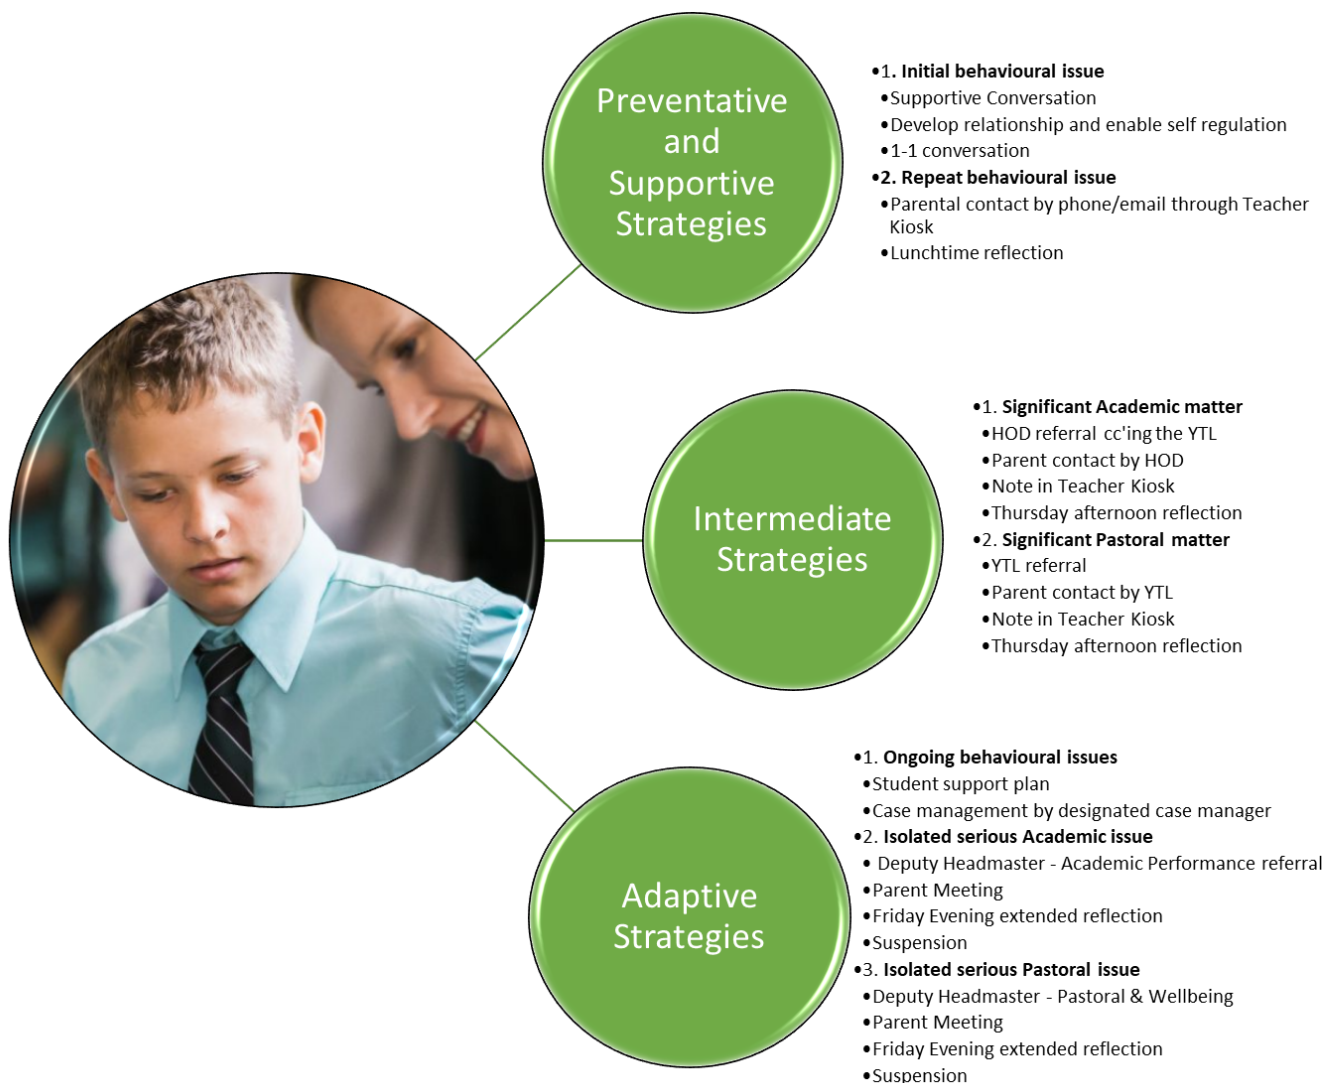 Preventative
and
Supportive
Strategies
•1. Initial behavioural issue
•Supportive Conversation
•Develop relationship and enable self regulation
•1-1 conversation
•2. Repeat behavioural issue
•Parental contact by phone/email through Teacher
Kiosk
•Lunchtime reflection
Intermediate
Strategies
•1. Significant Academic matter
•HOD referral cc'ing the YTL
•Parent contact by HOD
•Note in Teacher Kiosk
•Thursday afternoon reflection
•2. Significant Pastoral matter
•YTL referral
•Parent contact by YTL
•Note in Teacher Kiosk
•Thursday afternoon reflection
Adaptive
Strategies
•1. Ongoing behavioural issues
•Student support plan
•Case management by designated case manager
•2. Isolated serious Academic issue
• Deputy Headmaster - Academic Performance referral
•Parent Meeting
•Friday Evening extended reflection
•Suspension
•3. Isolated serious Pastoral issue
•Deputy Headmaster - Pastoral & Wellbeing
•Parent Meeting
•Friday Evening extended reflection
•Suspension